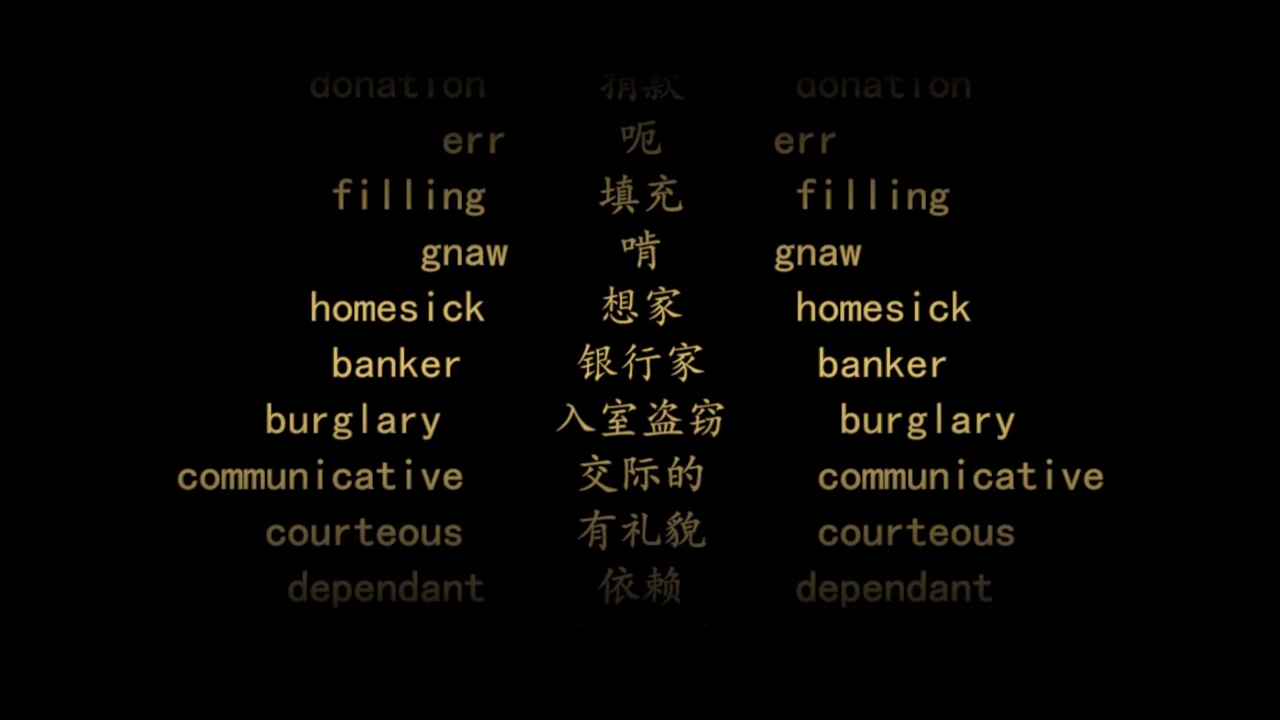 donation 捐款 donation
err 呃 err
filling 填充 filling
gnaw 啃 gnaw
homesick 想家 homesick
banker 银行家 banker
burglary 入室盗窃 burglary
communicative 交际的 communicative
courteous 有礼貌 courteous
dependant 依赖 dependant